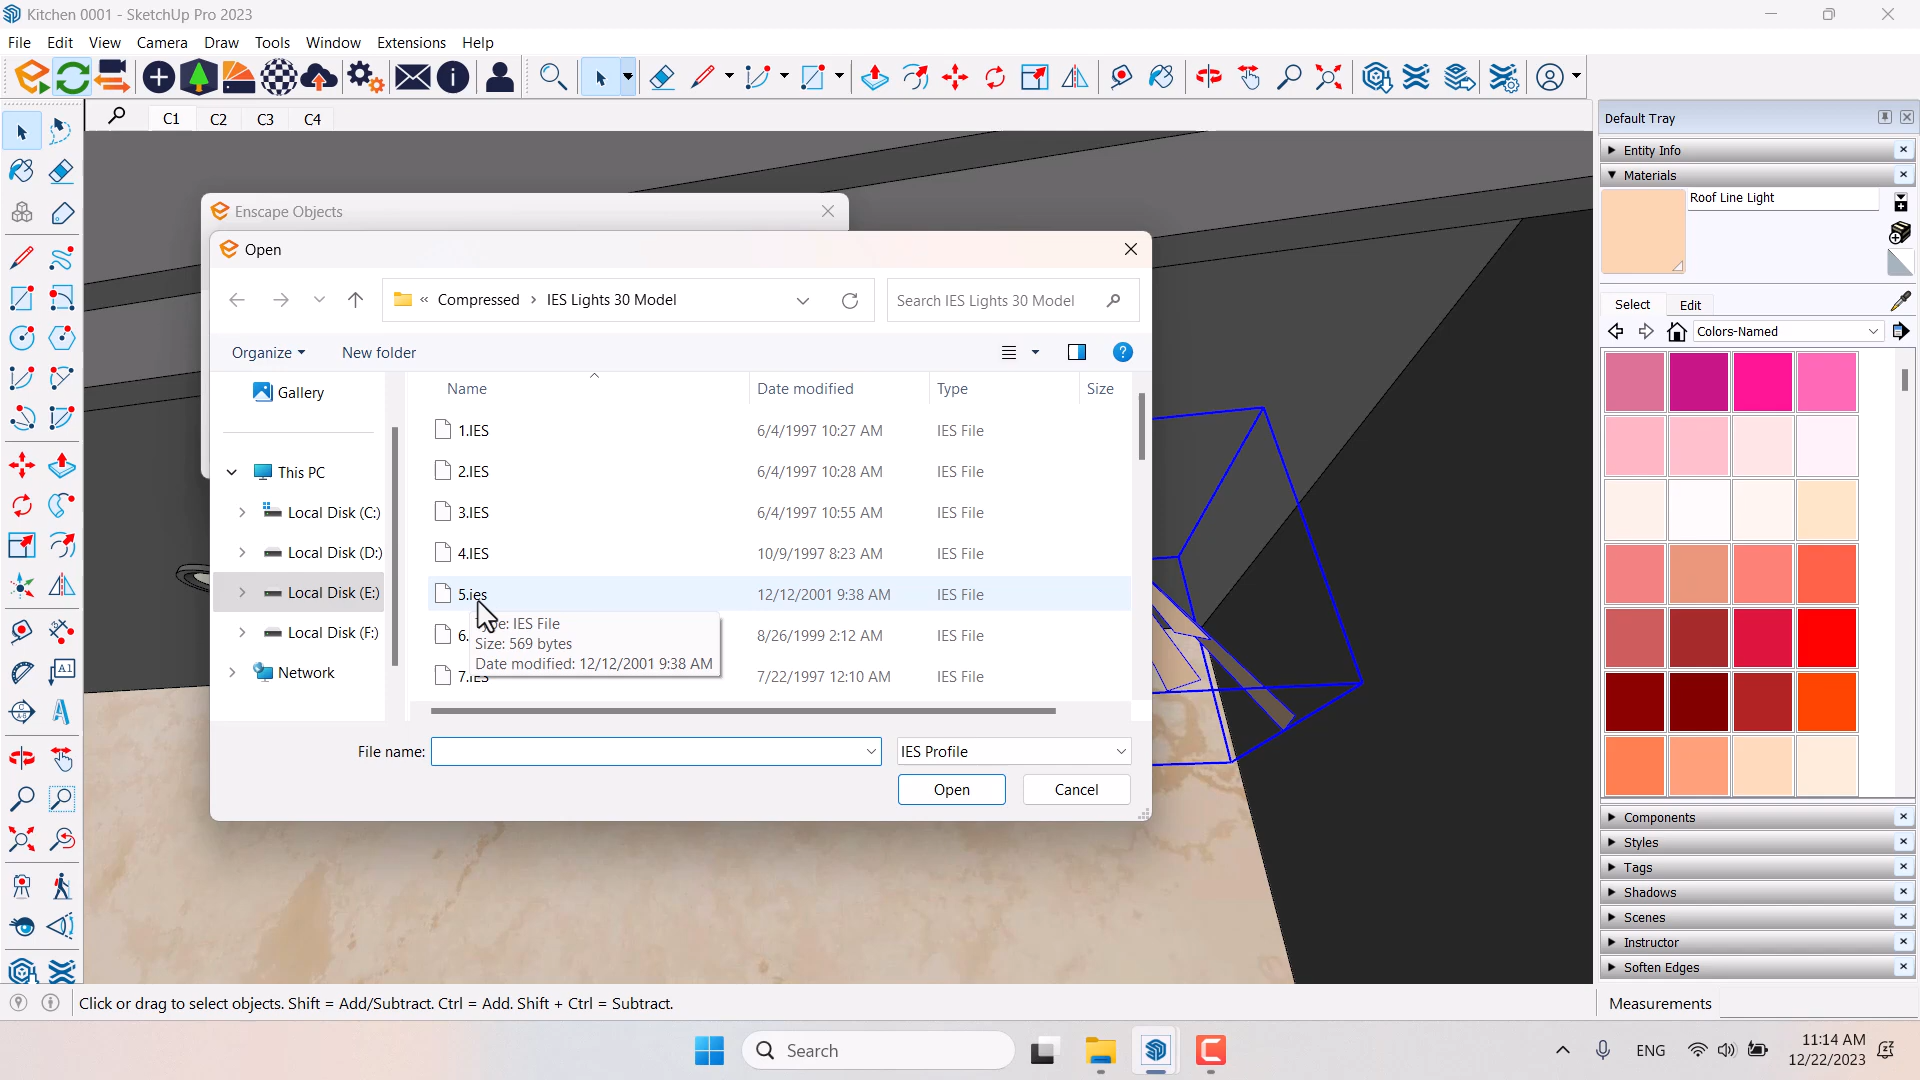 Kitchen 0001 - SketchUp Pro 2023
File Edit View Camera Draw Tools Window Extensions Help
C1 C2 C3 C4
Enscape Objects
Open
« Compressed › IES Lights 30 Model
Search IES Lights 30 Model
Organize New folder
Gallery
This PC
Local Disk (C:)
Local Disk (D:)
Local Disk (E:)
Local Disk (F:)
Network
Name Date modified Type Size
1.IES 6/4/1997 10:27 AM IES File
2.IES 6/4/1997 10:28 AM IES File
3.IES 6/4/1997 10:55 AM IES File
4.IES 10/9/1997 8:23 AM IES File
5.ies 12/12/2001 9:38 AM IES File
6. 8/26/1999 2:12 AM IES File
7.IES 7/22/1997 12:10 AM IES File
IES File
Size: 569 bytes
Date modified: 12/12/2001 9:38 AM
File name: IES Profile
Open Cancel
Default Tray
Entity Info
Materials
Roof Line Light
Select Edit
Colors-Named
Components
Styles
Tags
Shadows
Scenes
Instructor
Soften Edges
Click or drag to select objects. Shift = Add/Subtract. Ctrl = Add. Shift + Ctrl = Subtract.
Measurements
Search
ENG
11:14 AM
12/22/2023